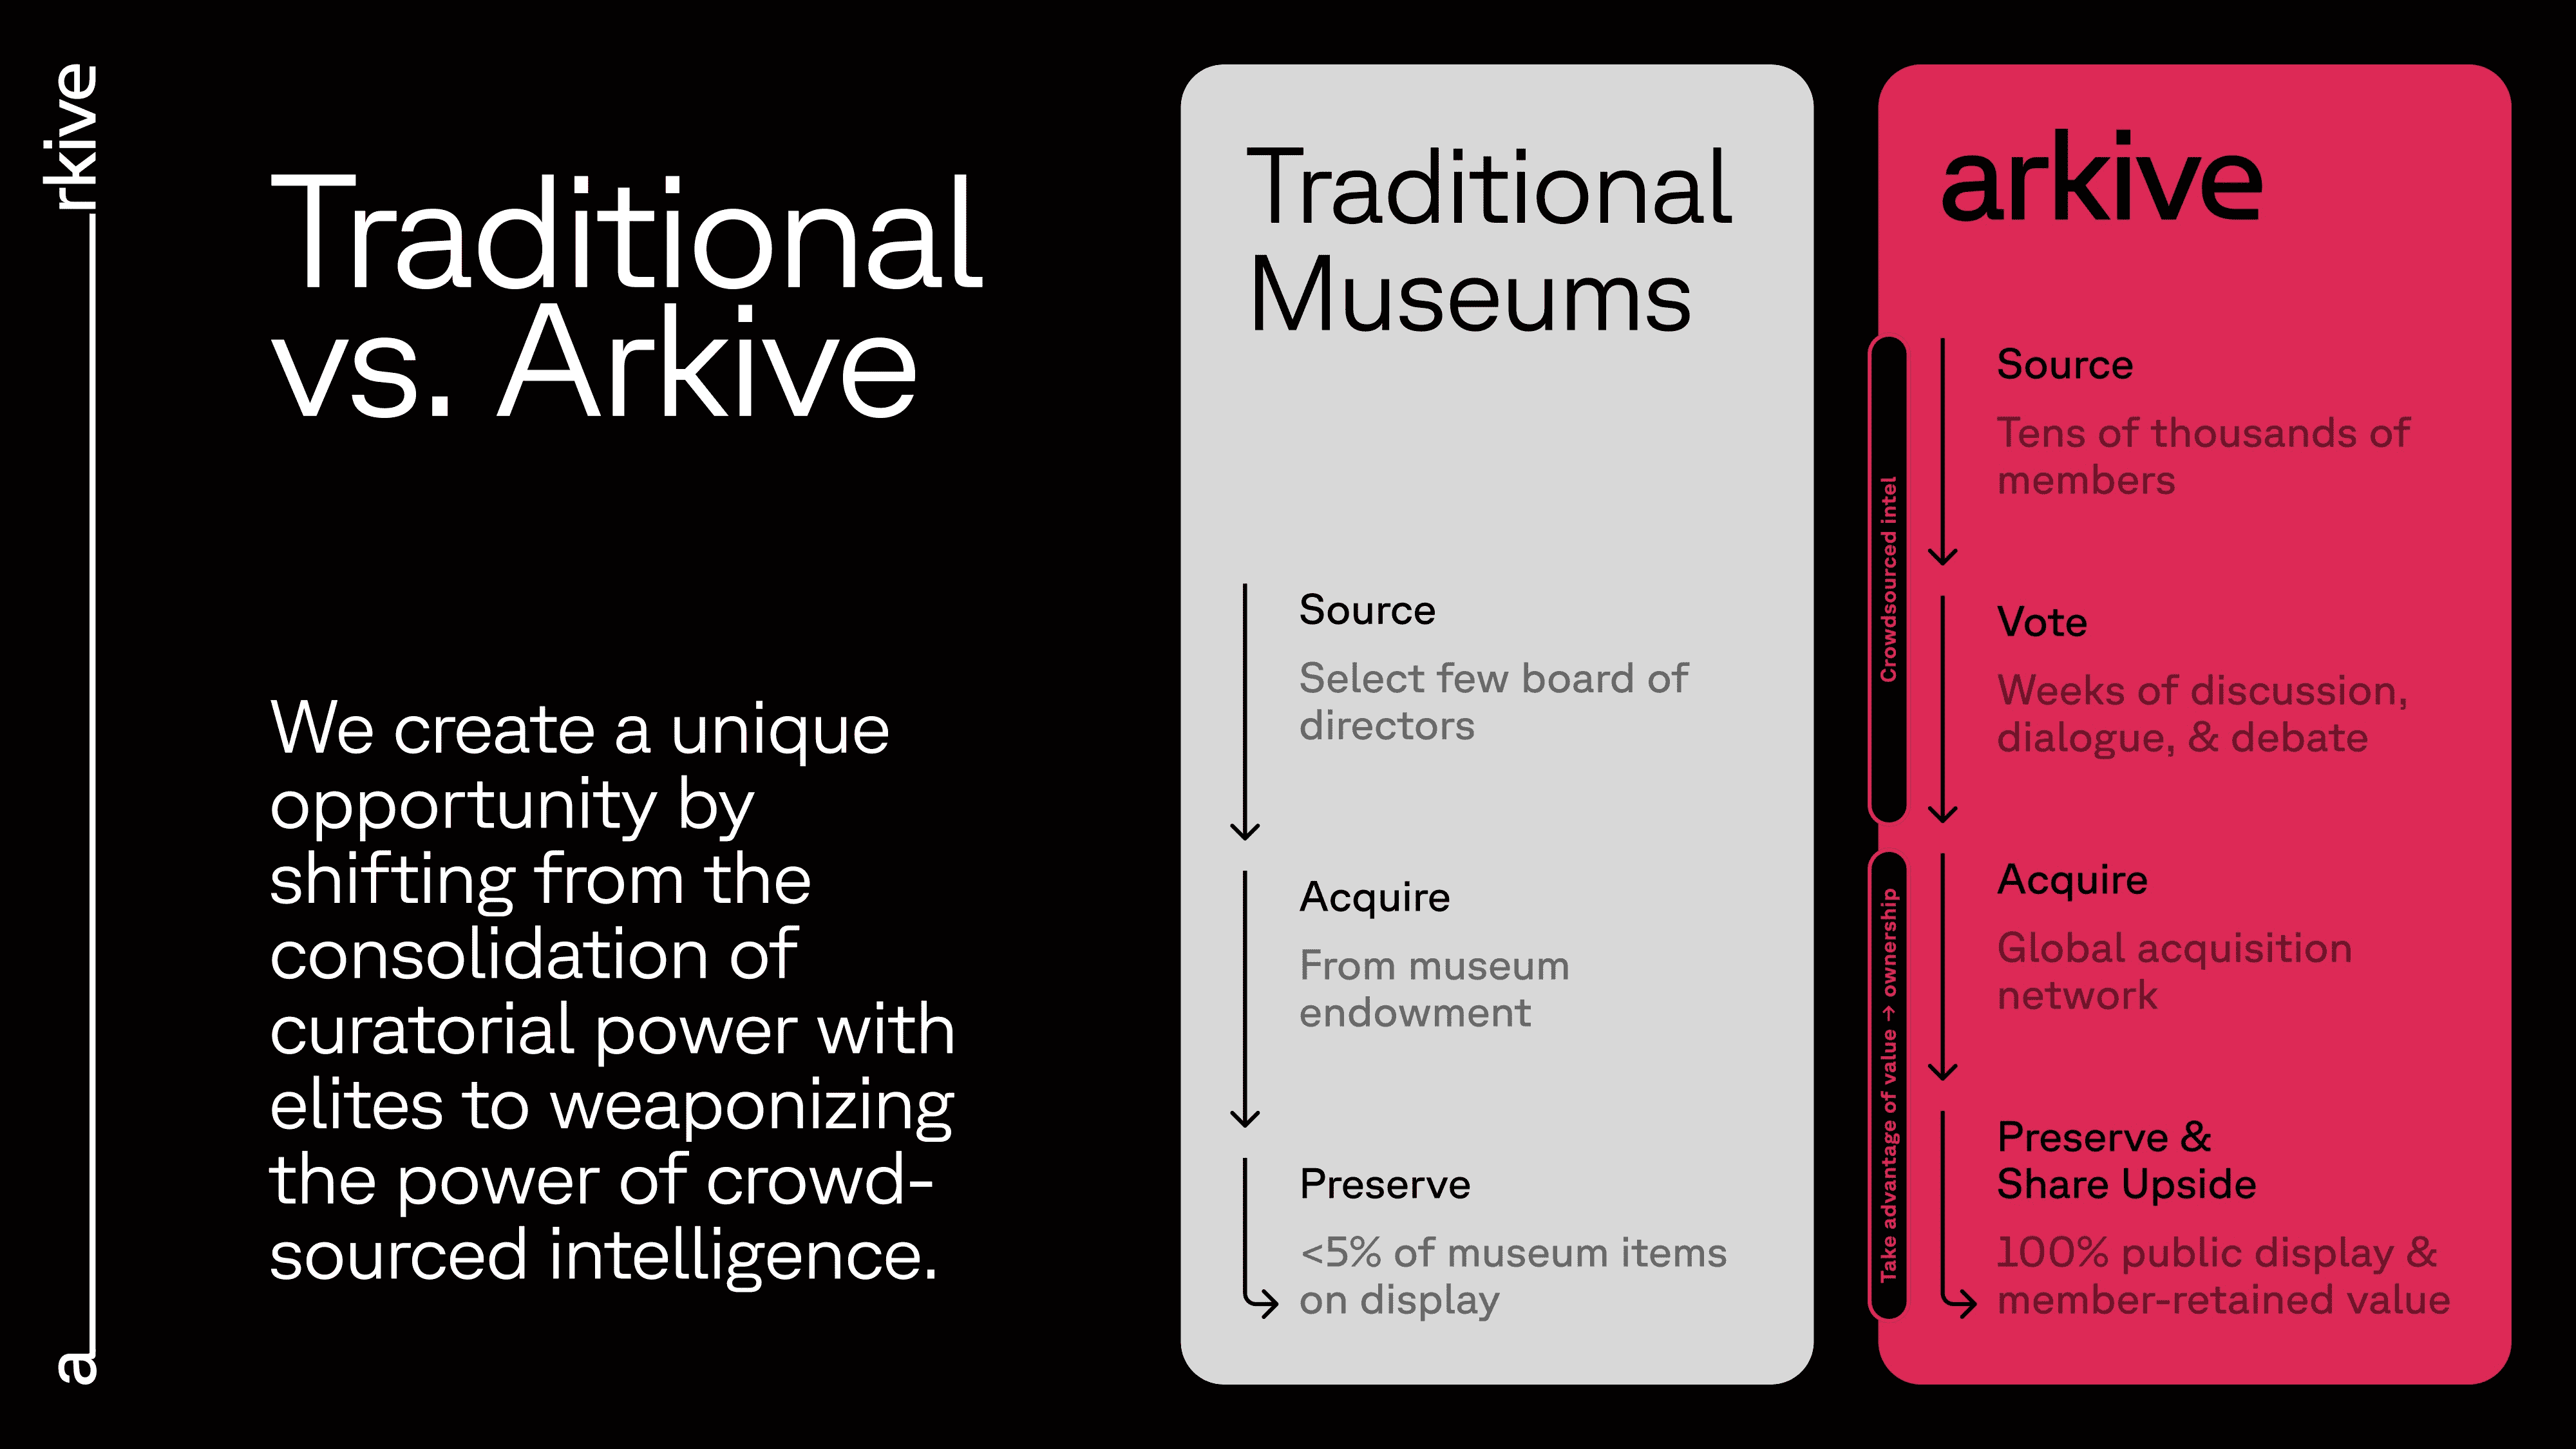 a_rkive
Traditional
vs. Arkive
We create a unique
opportunity by
shifting from the
consolidation of
curatorial power with
elites to weaponizing
the power of crowd-
sourced intelligence.
Traditional
Museums
Source
Select few board of
directors
Acquire
From museum
endowment
Preserve
<5% of museum items
on display
arkive
Crowdsourced intel
Source
Tens of thousands of
members
Vote
Weeks of discussion,
dialogue, & debate
Take advantage of value → ownership
Acquire
Global acquisition
network
Preserve &
Share Upside
100% public display &
member-retained value